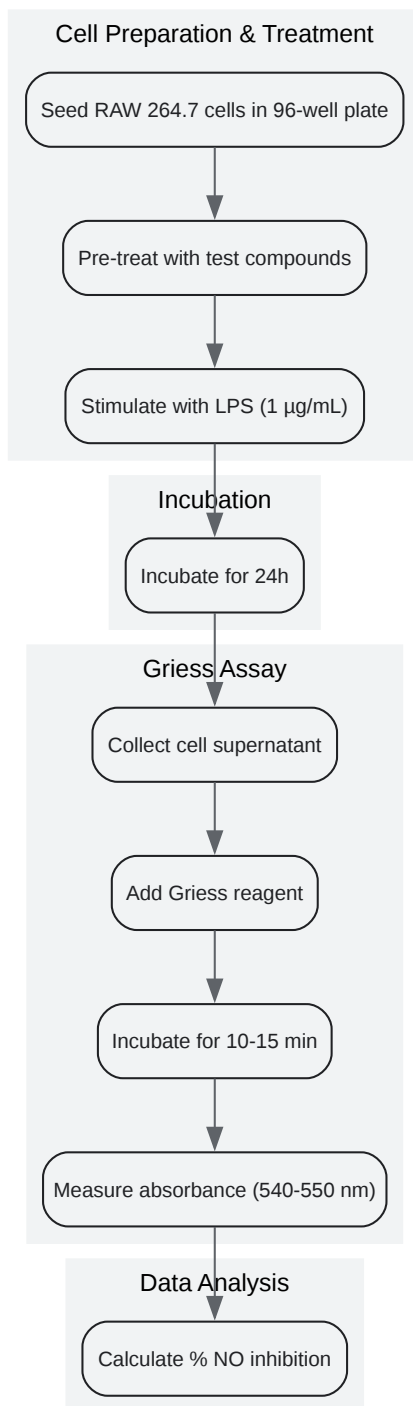 Cell Preparation & Treatment
Seed RAW 264.7 cells in 96-well plate
Pre-treat with test compounds
Stimulate with LPS (1 µg/mL)
Incubation
Incubate for 24h
Griess Assay
Collect cell supernatant
Add Griess reagent
Incubate for 10-15 min
Measure absorbance (540-550 nm)
Data Analysis
Calculate % NO inhibition